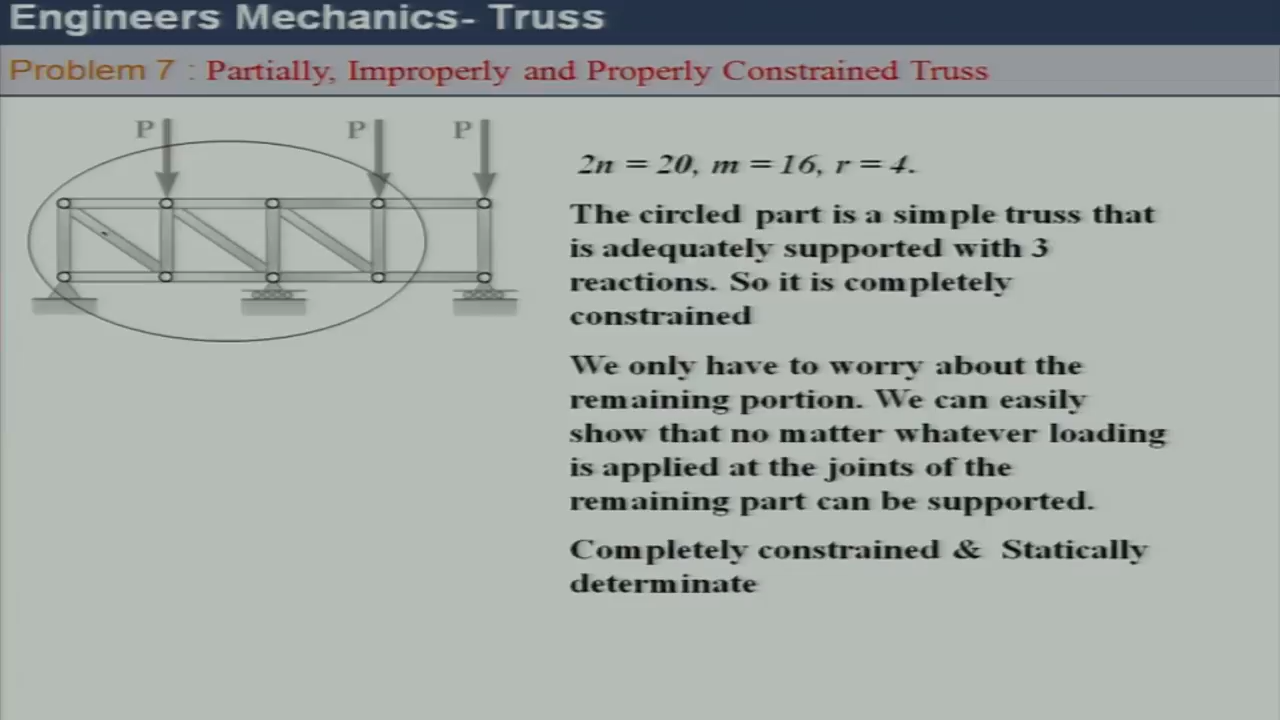 Engineers Mechanics- Truss
Problem 7 : Partially, Improperly and Properly Constrained Truss
P P P
2n = 20, m = 16, r = 4.
The circled part is a simple truss that
is adequately supported with 3
reactions. So it is completely
constrained
We only have to worry about the
remaining portion. We can easily
show that no matter whatever loading
is applied at the joints of the
remaining part can be supported.
Completely constrained & Statically
determinate